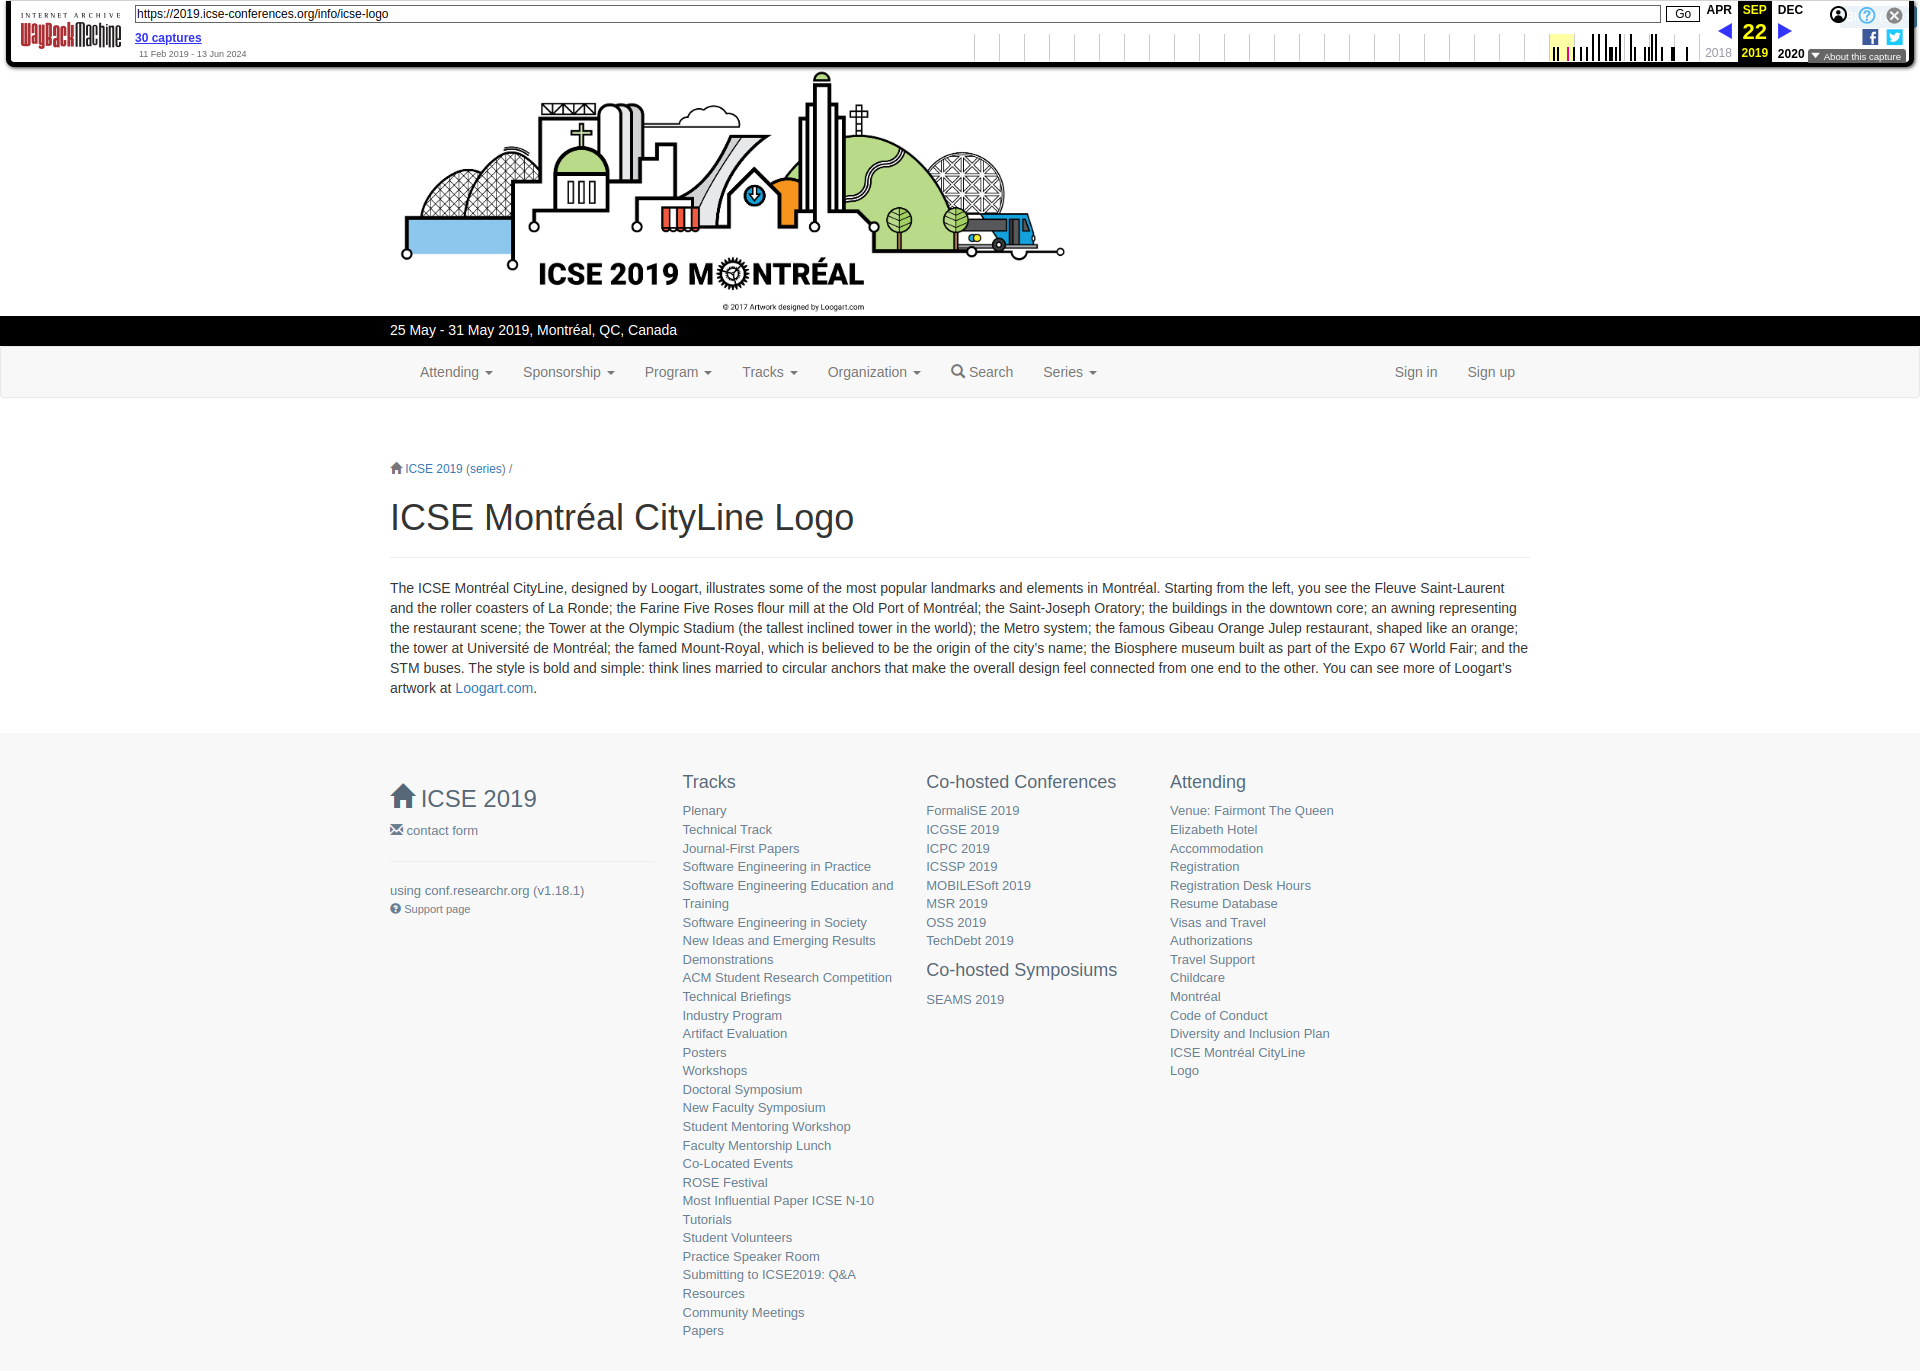 INTERNET ARCHIVE
WayBackMachine
https://2019.icse-conferences.org/info/icse-logo
Go
APR
SEP
DEC
30 captures
22
11 Feb 2019 - 13 Jun 2024
2018
2019
2020
About this capture
ICSE 2019 MONTRÉAL
© 2017 Artwork designed by Loogart.com
25 May - 31 May 2019, Montréal, QC, Canada
Attending
Sponsorship
Program
Tracks
Organization
Search
Series
Sign in
Sign up
ICSE 2019 (series) /
ICSE Montréal CityLine Logo
The ICSE Montréal CityLine, designed by Loogart, illustrates some of the most popular landmarks and elements in Montréal. Starting from the left, you see the Fleuve Saint-Laurent
and the roller coasters of La Ronde; the Farine Five Roses flour mill at the Old Port of Montréal; the Saint-Joseph Oratory; the buildings in the downtown core; an awning representing
the restaurant scene; the Tower at the Olympic Stadium (the tallest inclined tower in the world); the Metro system; the famous Gibeau Orange Julep restaurant, shaped like an orange;
the tower at Université de Montréal; the famed Mount-Royal, which is believed to be the origin of the city's name; the Biosphere museum built as part of the Expo 67 World Fair; and the
STM buses. The style is bold and simple: think lines married to circular anchors that make the overall design feel connected from one end to the other. You can see more of Loogart's
artwork at Loogart.com.
ICSE 2019
contact form
using conf.researchr.org (v1.18.1)
Support page
Tracks
Plenary
Technical Track
Journal-First Papers
Software Engineering in Practice
Software Engineering Education and
Training
Software Engineering in Society
New Ideas and Emerging Results
Demonstrations
ACM Student Research Competition
Technical Briefings
Industry Program
Artifact Evaluation
Posters
Workshops
Doctoral Symposium
New Faculty Symposium
Student Mentoring Workshop
Faculty Mentorship Lunch
Co-Located Events
ROSE Festival
Most Influential Paper ICSE N-10
Tutorials
Student Volunteers
Practice Speaker Room
Submitting to ICSE2019: Q&A
Resources
Community Meetings
Papers
Co-hosted Conferences
FormaliSE 2019
ICGSE 2019
ICPC 2019
ICSSP 2019
MOBILESoft 2019
MSR 2019
OSS 2019
TechDebt 2019
Co-hosted Symposiums
SEAMS 2019
Attending
Venue: Fairmont The Queen
Elizabeth Hotel
Accommodation
Registration
Registration Desk Hours
Resume Database
Visas and Travel
Authorizations
Travel Support
Childcare
Montréal
Code of Conduct
Diversity and Inclusion Plan
ICSE Montréal CityLine
Logo